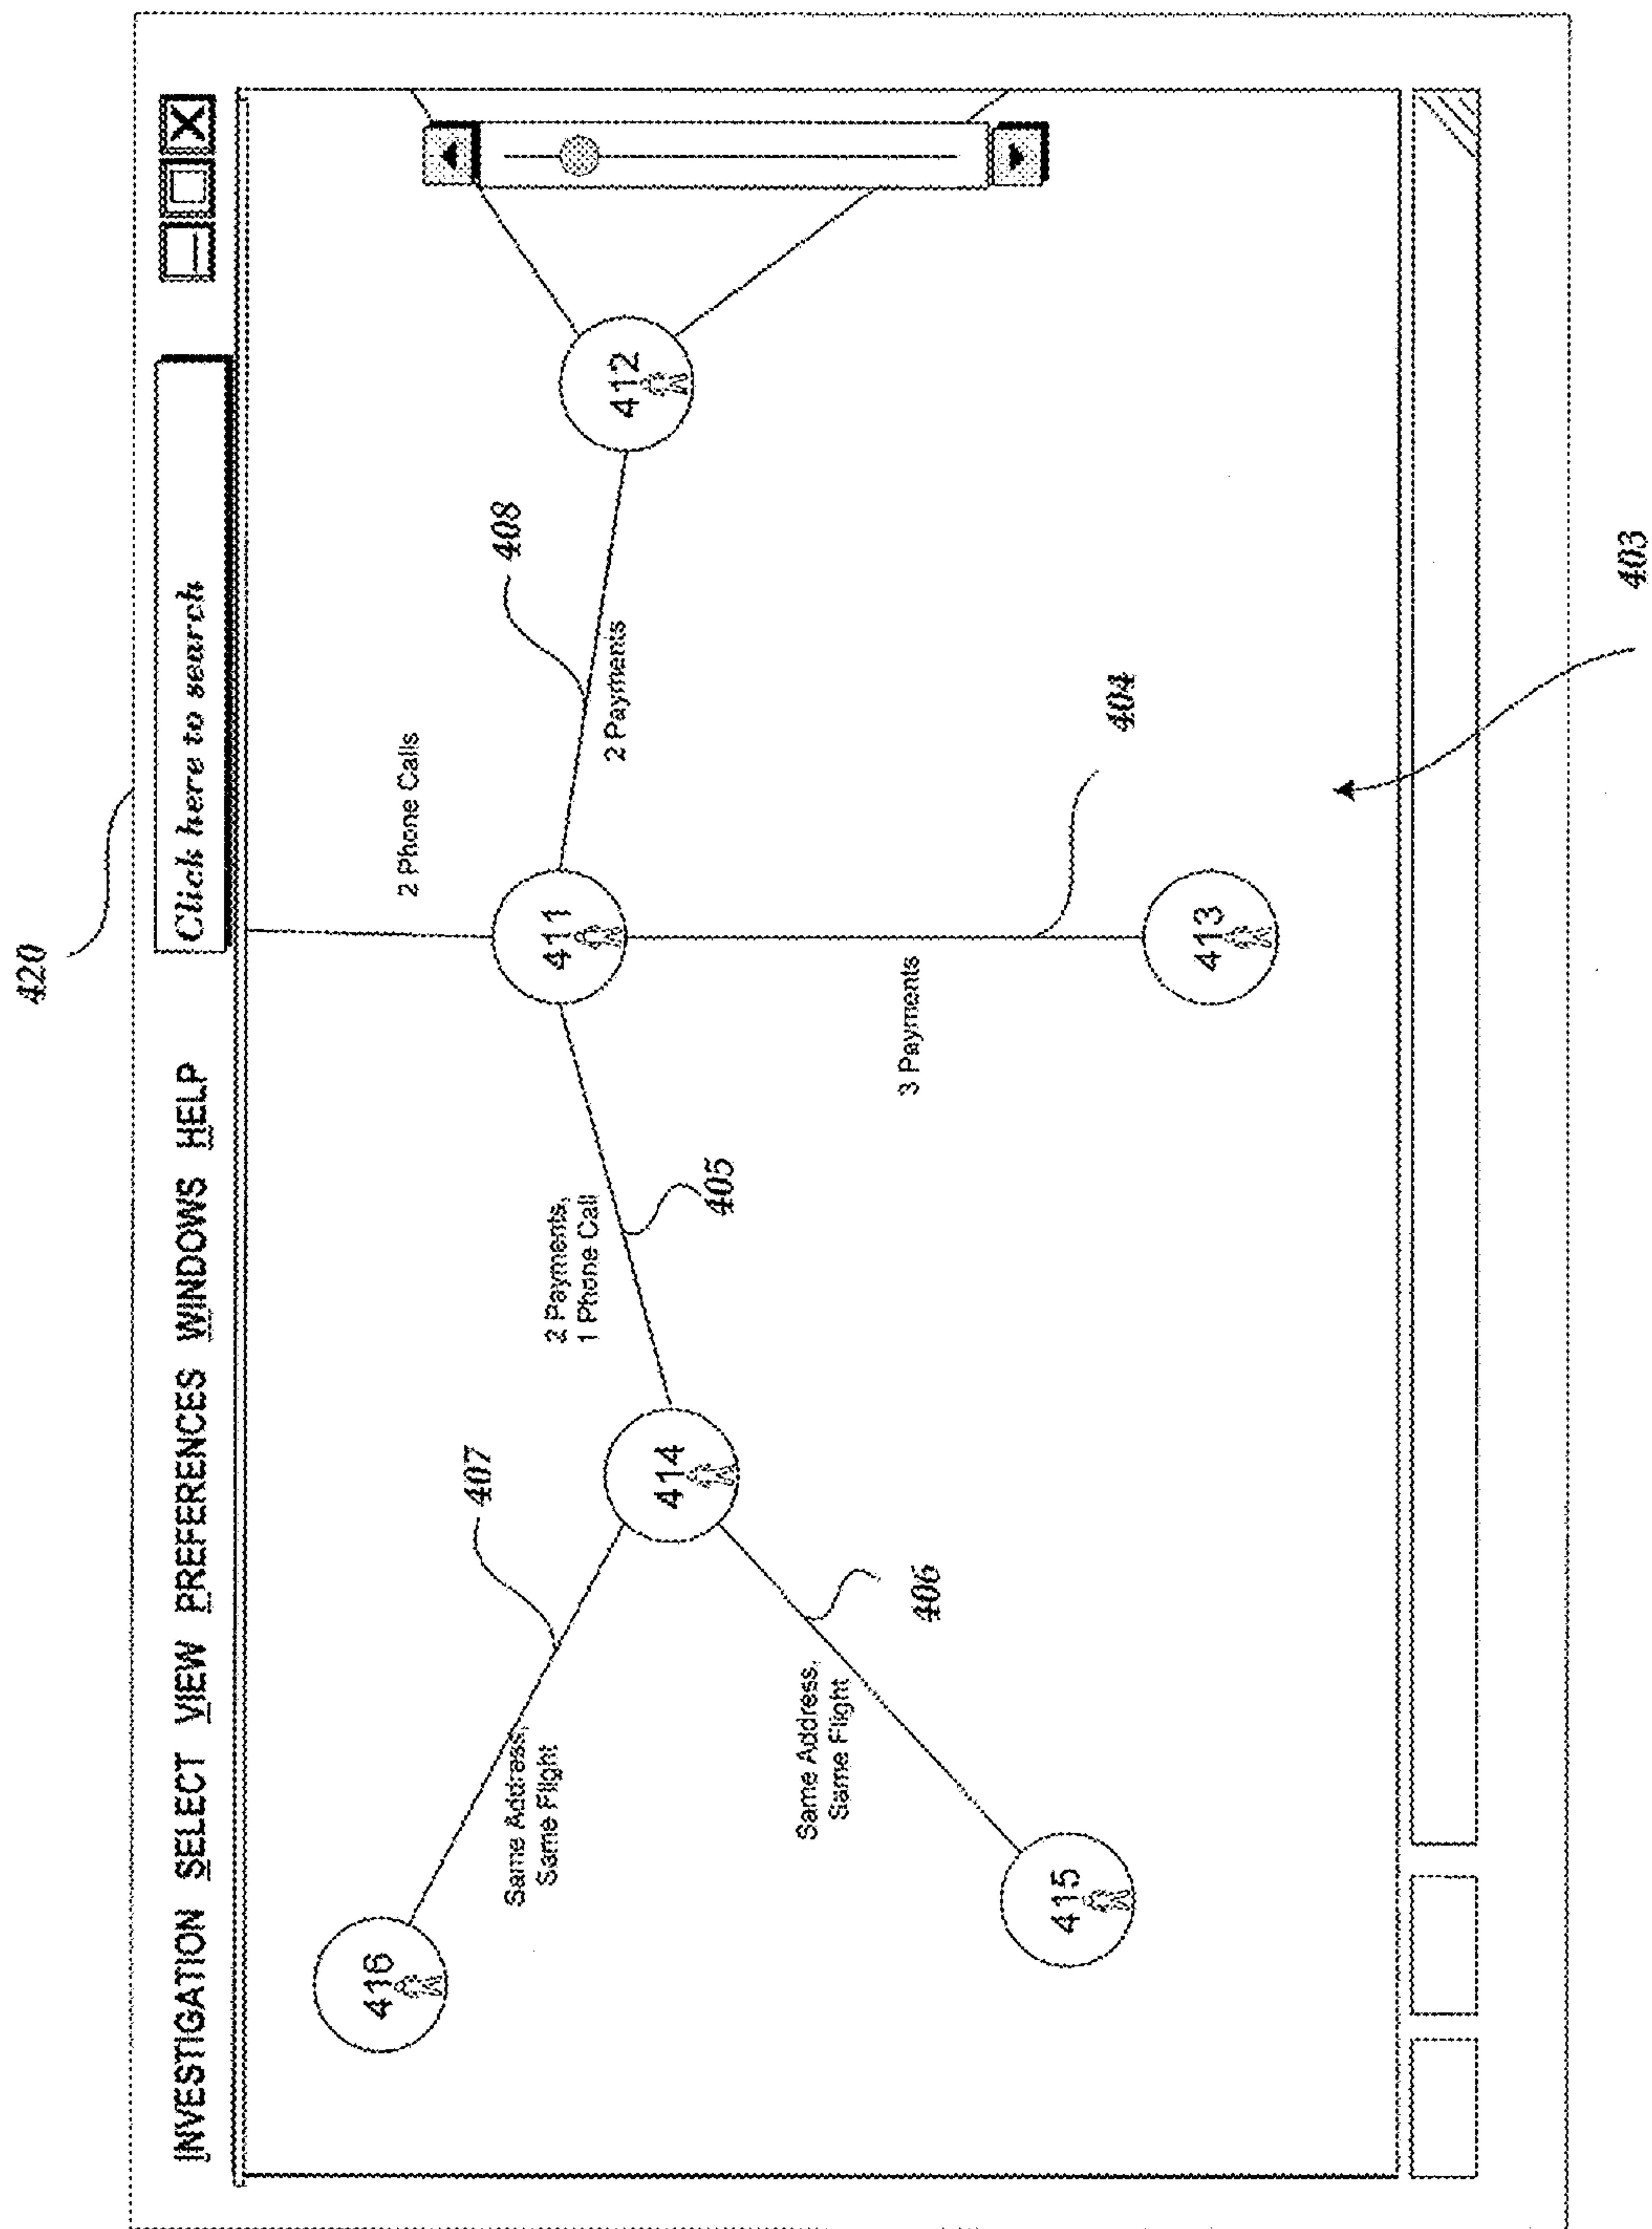 420
INVESTIGATION SELECT VIEW PREFERENCES WINDOWS HELP
Click here to search
2 Phone Calls
416
407
408
411
412
Same Address,
Same Flight
2 Payments,
1 Phone Call
2 Payments
414
405
Same Address,
Same Flight
406
3 Payments
404
415
413
403